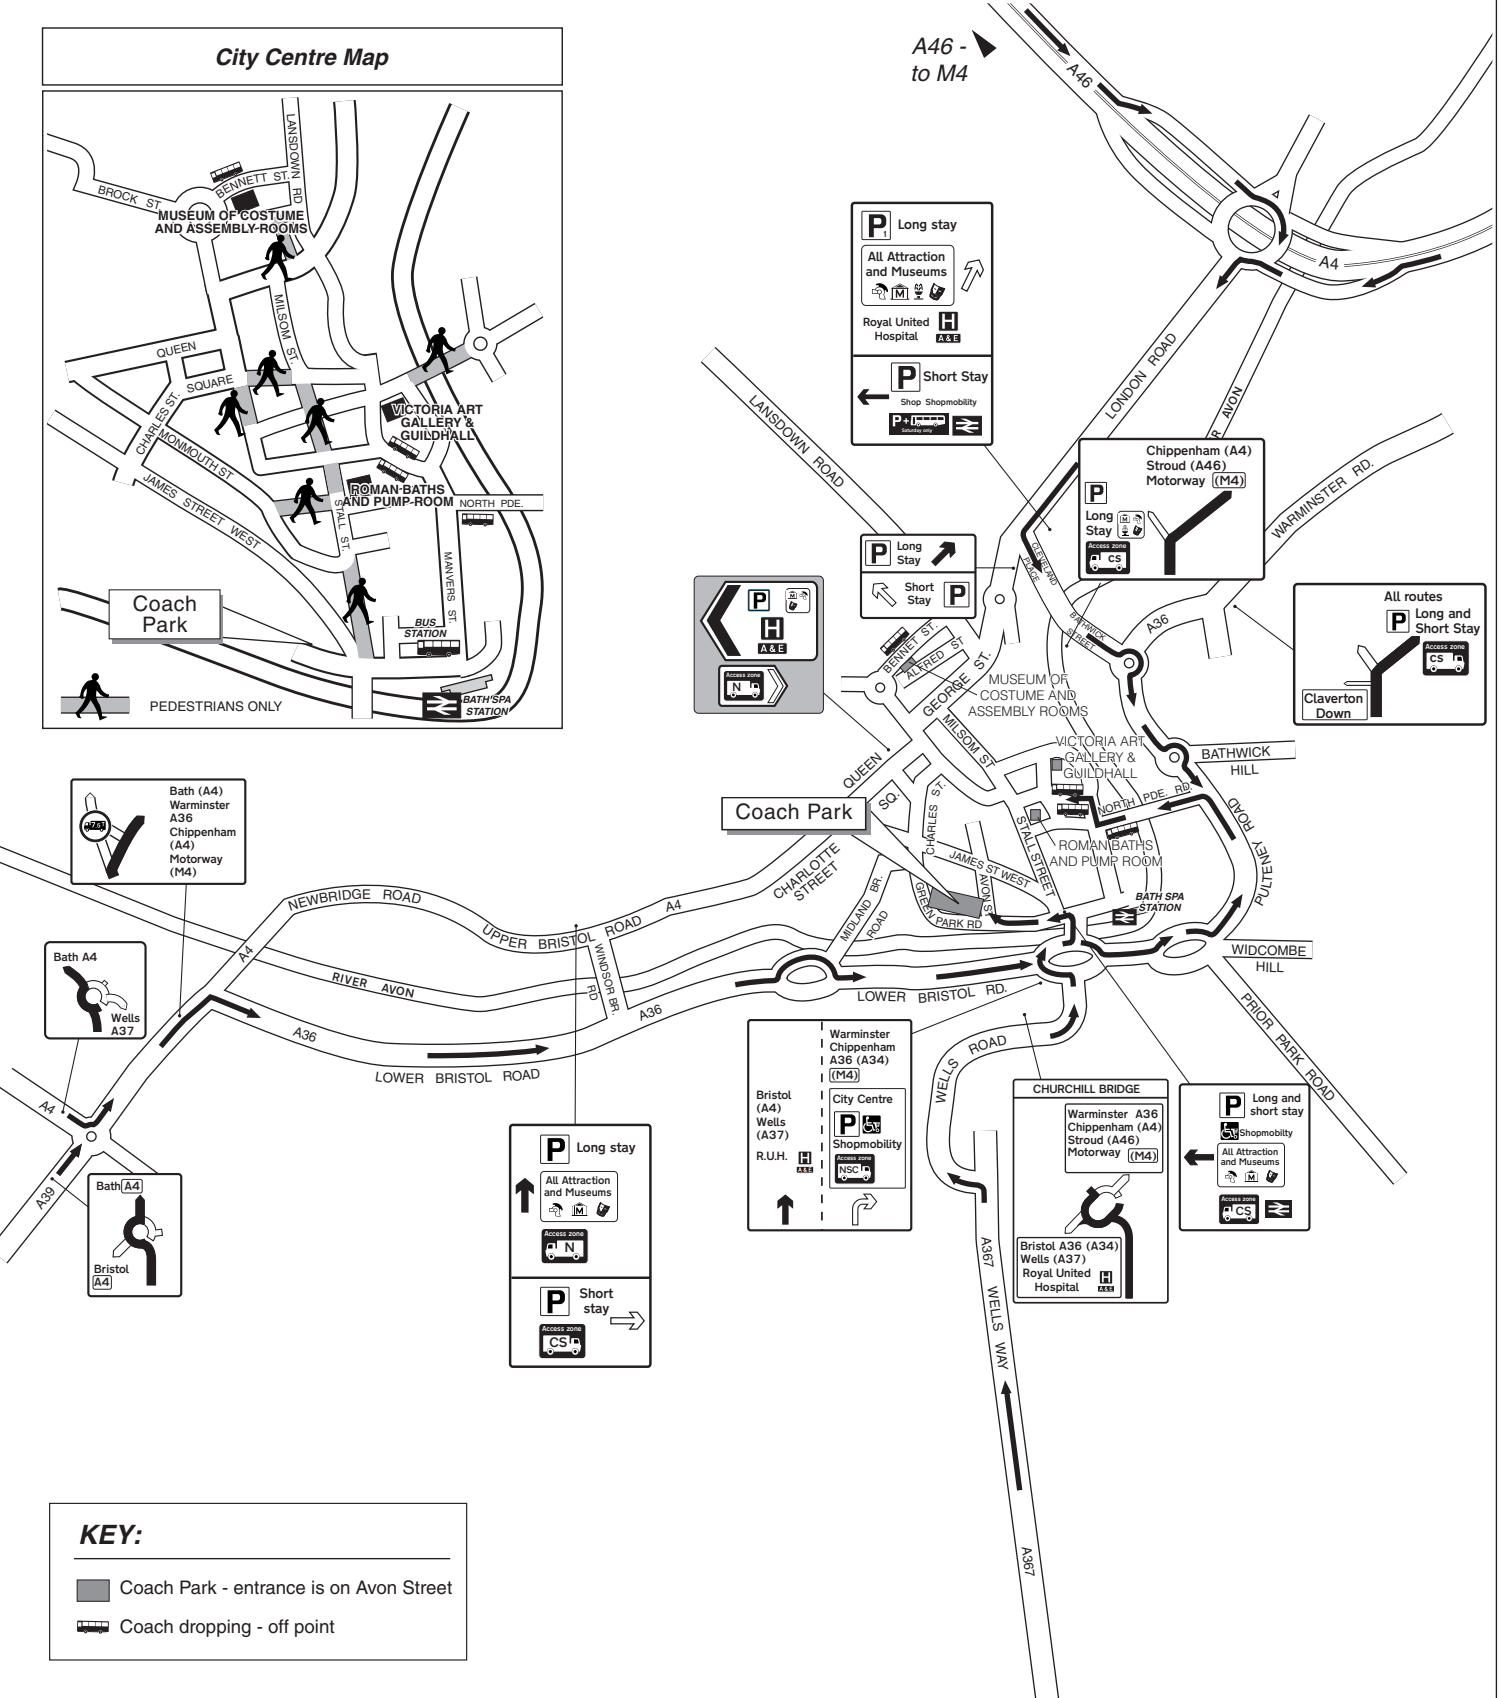 City Centre Map
LANSDOWN RD
BENNETT ST.
BROCK ST.
MUSEUM OF COSTUME
AND ASSEMBLY ROOMS
MILSOM ST.
QUEEN
SQUARE
CHARLES ST.
MONMOUTH ST
JAMES STREET WEST
VICTORIA ART
GALLERY &
GUILDHALL
ROMAN BATHS
AND PUMP ROOM
NORTH PDE.
STALL ST.
MANVERS ST.
Coach
Park
BUS
STATION
BATH SPA
STATION
PEDESTRIANS ONLY
A46 -
to M4
A46
A4
P1 Long stay
All Attraction
and Museums
M
Royal United
Hospital
H
A&E
P Short Stay
Shop Shopmobility
P+
Saturday only
LONDON ROAD
R AVON
LANSDOWN ROAD
CLEVELAND
PLACE
Chippenham (A4)
Stroud (A46)
Motorway (M4)
P
Long
Stay
Access zone
CS
WARMINSTER RD.
P Long
Stay
Short
Stay P
P
H
A&E
Access zone
N
BATHWICK
STREET
A36
All routes
P Long and
Short Stay
Access zone
CS
Claverton
Down
BENNET ST.
ALFRED ST
GEORGE ST.
MUSEUM OF
COSTUME AND
ASSEMBLY ROOMS
MILSOM ST
QUEEN
SQ.
VICTORIA ART
GALLERY &
GUILDHALL
BATHWICK
HILL
NORTH PDE. RD.
PULTENEY ROAD
Coach Park
CHARLES ST.
STALL STREET
ROMAN BATHS
AND PUMP ROOM
JAMES ST WEST
AVON ST
GREEN PARK RD
CHARLOTTE
STREET
MIDLAND BR.
ROAD
BATH SPA
STATION
WIDCOMBE
HILL
PRIOR PARK ROAD
Bath (A4)
Warminster
A36
Chippenham
(A4)
Motorway
(M4)
NEWBRIDGE ROAD
A4
UPPER BRISTOL ROAD
A4
WINDSOR BR.
RD
RIVER AVON
Bath A4
Wells
A37
A36
A36
LOWER BRISTOL ROAD
LOWER BRISTOL RD.
WELLS ROAD
A4
A39
Bath A4
Bristol
A4
P Long stay
All Attraction
and Museums
M
Access zone
N
P Short
stay
Access zone
CS
Warminster
Chippenham
A36 (A34)
(M4)
Bristol
(A4)
Wells
(A37)
R.U.H. H
A&E
City Centre
P
Shopmobility
Access zone
NSC
CHURCHILL BRIDGE
Warminster A36
Chippenham (A4)
Stroud (A46)
Motorway (M4)
Bristol A36 (A34)
Wells (A37)
Royal United
Hospital
H
A&E
P Long and
short stay
Shopmobilty
All Attraction
and Museums
M
Access zone
CS
A367 WELLS WAY
A367
KEY:
Coach Park - entrance is on Avon Street
Coach dropping - off point